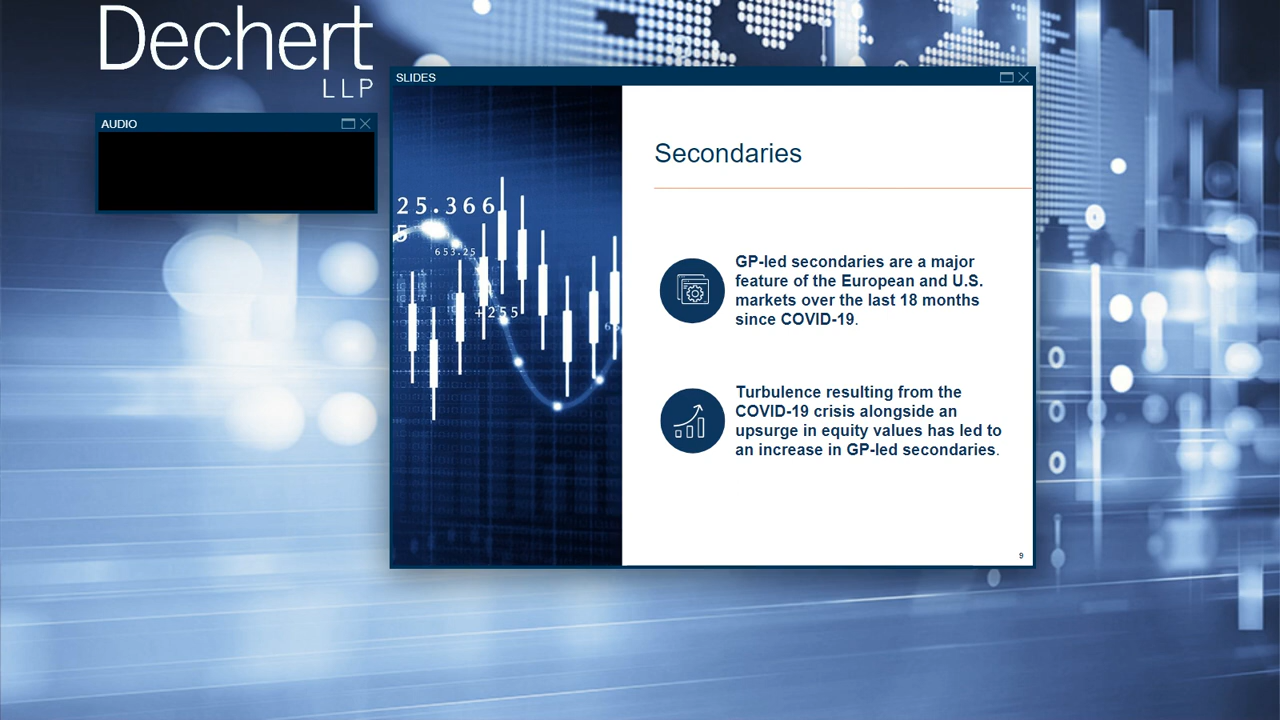 Dechert
LLP
AUDIO
SLIDES
25.366
5
653.25
+255
Secondaries
GP-led secondaries are a major
feature of the European and U.S.
markets over the last 18 months
since COVID-19.
Turbulence resulting from the
COVID-19 crisis alongside an
upsurge in equity values has led to
an increase in GP-led secondaries.
9